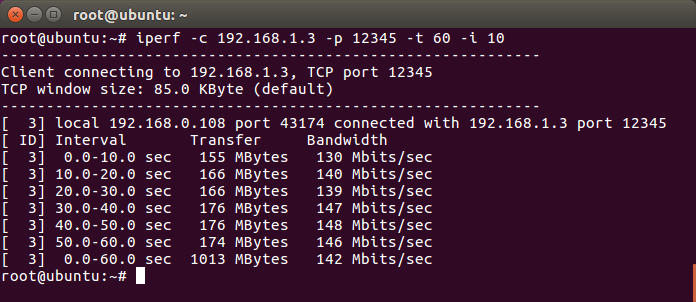 root@ubuntu: ~
root@ubuntu:~# iperf -c 192.168.1.3 -p 12345 -t 60 -i 10
------------------------------------------------------------
Client connecting to 192.168.1.3, TCP port 12345
TCP window size: 85.0 KByte (default)
------------------------------------------------------------
[  3] local 192.168.0.108 port 43174 connected with 192.168.1.3 port 12345
[ ID] Interval       Transfer     Bandwidth
[  3]  0.0-10.0 sec   155 MBytes   130 Mbits/sec
[  3] 10.0-20.0 sec   166 MBytes   140 Mbits/sec
[  3] 20.0-30.0 sec   166 MBytes   139 Mbits/sec
[  3] 30.0-40.0 sec   176 MBytes   147 Mbits/sec
[  3] 40.0-50.0 sec   176 MBytes   148 Mbits/sec
[  3] 50.0-60.0 sec   174 MBytes   146 Mbits/sec
[  3]  0.0-60.0 sec  1013 MBytes   142 Mbits/sec
root@ubuntu:~#